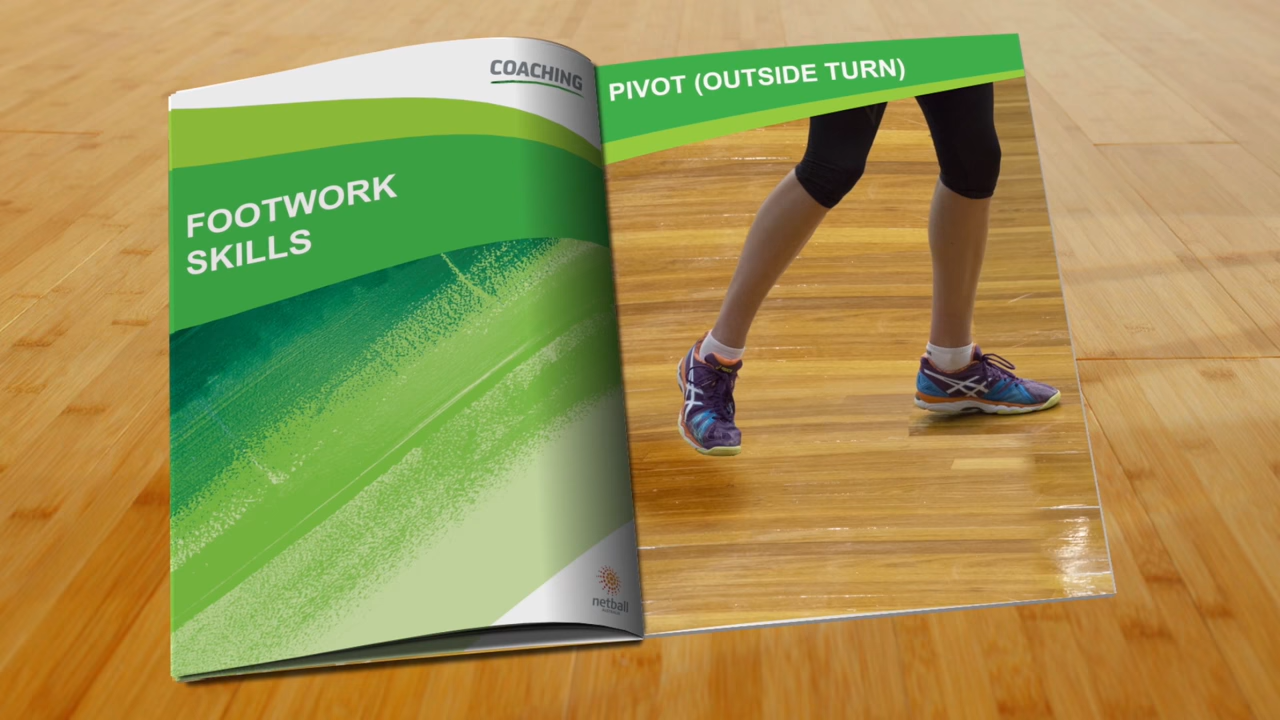 COACHING
FOOTWORK
SKILLS
netball
PIVOT (OUTSIDE TURN)